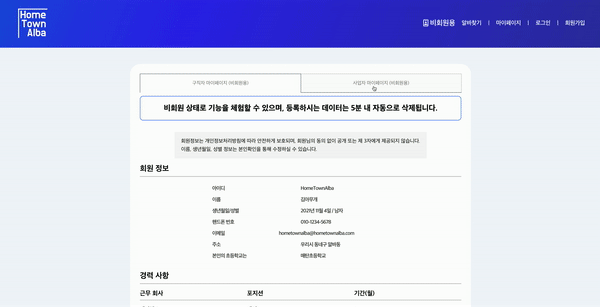 Home
Town
Alba
비회원용 알바찾기 | 마이페이지 | 로그인 | 회원가입
구직자 마이페이지 (비회원용) 사업자 마이페이지 (비회원용)
비회원 상태로 기능을 체험할 수 있으며, 등록하시는 데이터는 5분 내 자동으로 삭제됩니다.
회원정보는 개인정보처리방침에 따라 안전하게 보호되며, 회원님의 동의 없이 공개 또는 제 3자에게 제공되지 않습니다.
이름, 생년월일, 성별 정보는 본인확인을 통해 수정하실 수 있습니다.
회원 정보
아이디 HomeTownAlba
이름 김아무개
생년월일/성별 2021년 11월 4일 / 남자
핸드폰 번호 010-1234-5678
이메일 hometownalba@hometownalba.com
주소 우리시 동네구 알바동
본인의 초등학교는 매탄초등학교
경력 사항
근무 회사 포지션 기간(월)